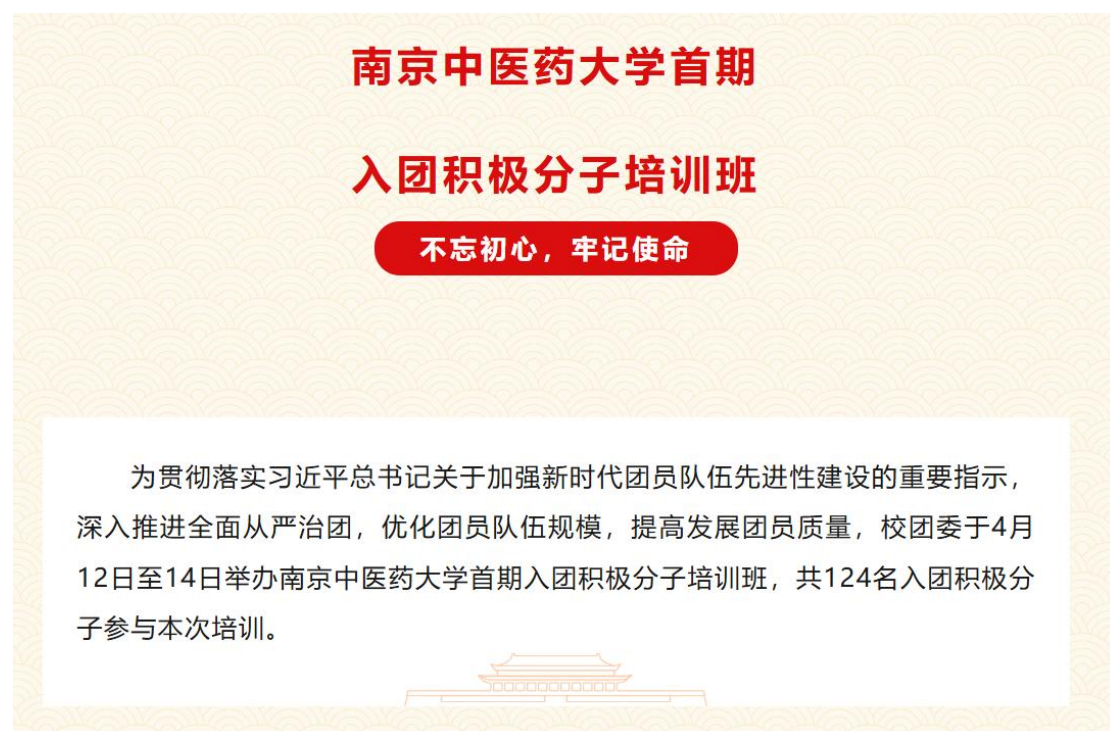 南京中医药大学首期
入团积极分子培训班
不忘初心，牢记使命
为贯彻落实习近平总书记关于加强新时代团员队伍先进性建设的重要指示，
深入推进全面从严治团，优化团员队伍规模，提高发展团员质量，校团委于4月
12日至14日举办南京中医药大学首期入团积极分子培训班，共124名入团积极分
子参与本次培训。